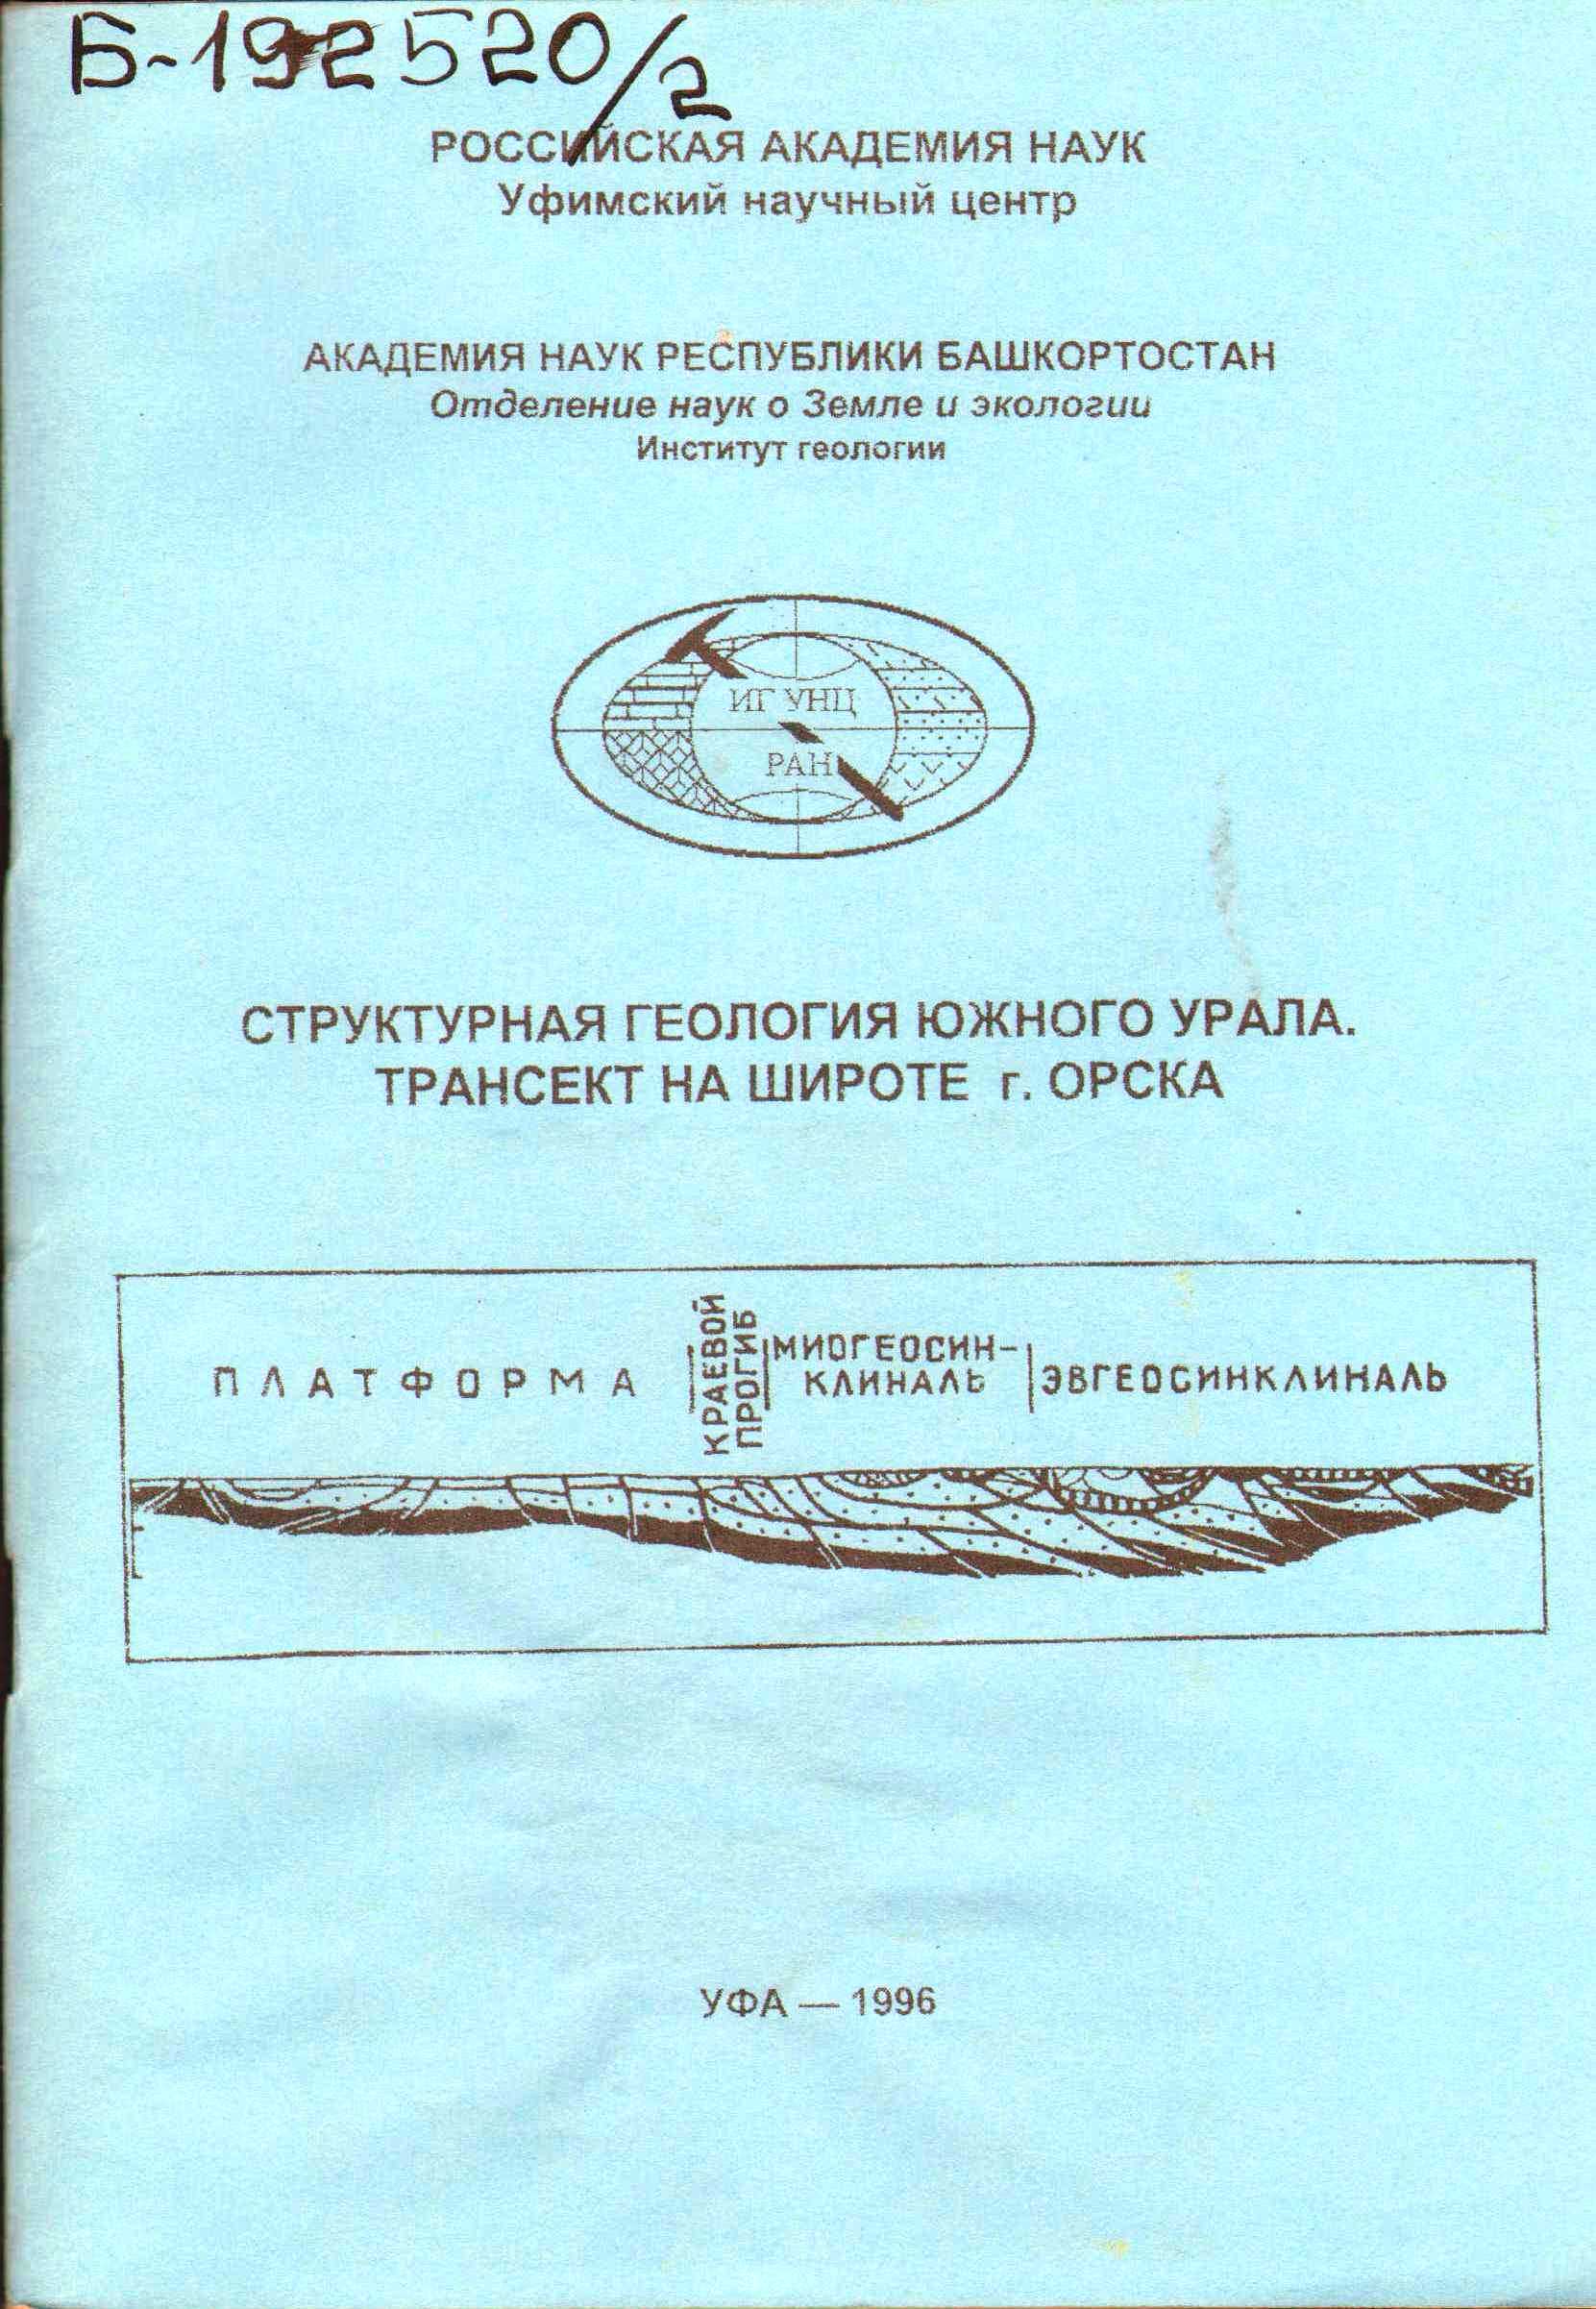 Б-192520/2
РОССИЙСКАЯ АКАДЕМИЯ НАУК
Уфимский научный центр
АКАДЕМИЯ НАУК РЕСПУБЛИКИ БАШКОРТОСТАН
Отделение наук о Земле и экологии
Институт геологии
ИГ УНЦ
РАН
СТРУКТУРНАЯ ГЕОЛОГИЯ ЮЖНОГО УРАЛА.
ТРАНСЕКТ НА ШИРОТЕ г. ОРСКА
ПЛАТФОРМА
КРАЕВОЙ
ПРОГИБ
МИОГЕОСИН-
КЛИНАЛЬ
ЭВГЕОСИНКЛИНАЛЬ
УФА — 1996